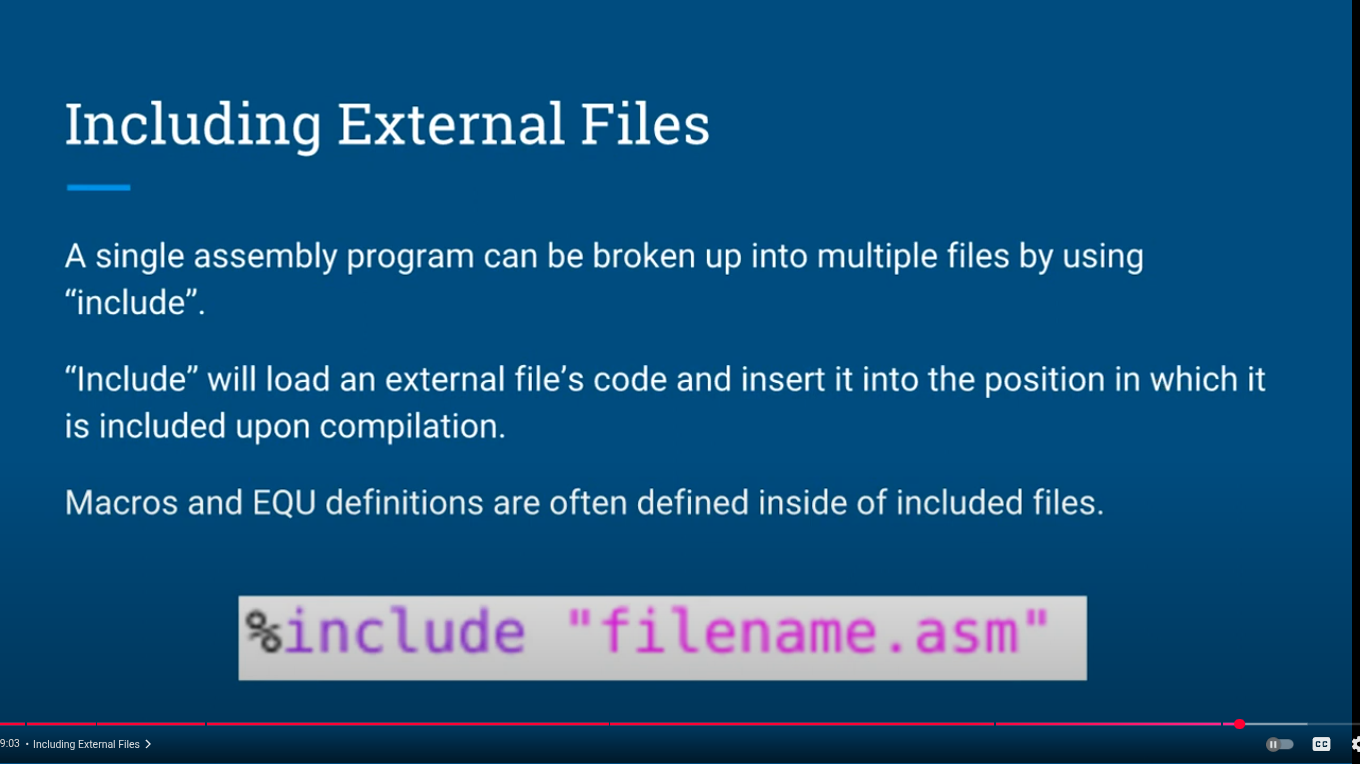 Including External Files
A single assembly program can be broken up into multiple files by using
“include”.
“Include” will load an external file’s code and insert it into the position in which it
is included upon compilation.
Macros and EQU definitions are often defined inside of included files.
%include "filename.asm"
9:03 • Including External Files
CC